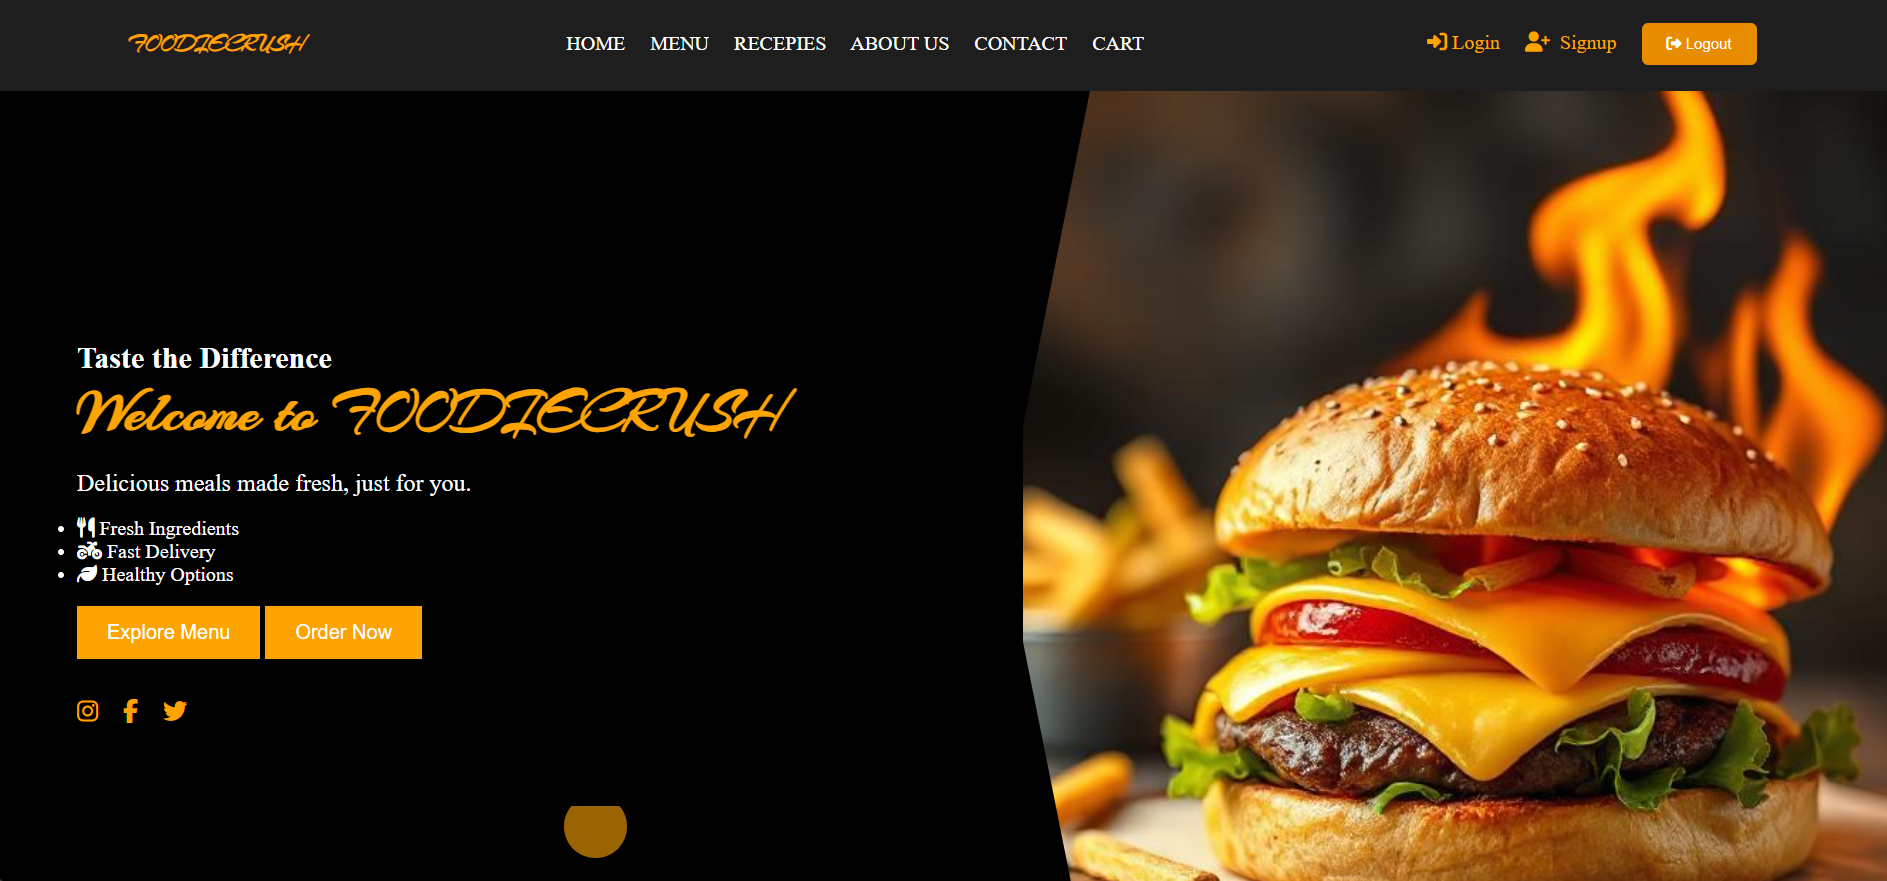 FOODIECRUSH
HOME MENU RECEPIES ABOUT US CONTACT CART
Login Signup Logout
Taste the Difference
Welcome to FOODIECRUSH
Delicious meals made fresh, just for you.
Fresh Ingredients
Fast Delivery
Healthy Options
Explore Menu Order Now